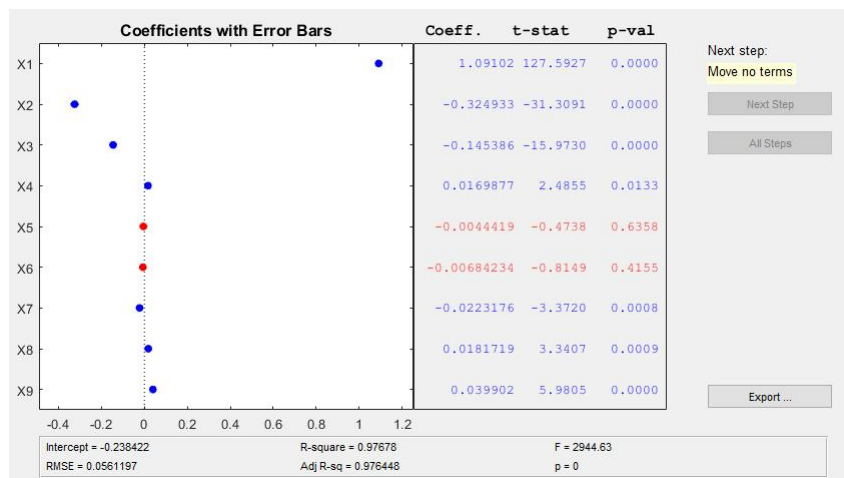 Coefficients with Error Bars
Coeff. t-stat p-val
X1 1.09102 127.5927 0.0000
X2 -0.324933 -31.3091 0.0000
X3 -0.145386 -15.9730 0.0000
X4 0.0169877 2.4855 0.0133
X5 -0.0044419 -0.4738 0.6358
X6 -0.00684234 -0.8149 0.4155
X7 -0.0223176 -3.3720 0.0008
X8 0.0181719 3.3407 0.0009
X9 0.039902 5.9805 0.0000
-0.4 -0.2 0 0.2 0.4 0.6 0.8 1 1.2
Next step:
Move no terms
Next Step
All Steps
Export ...
Intercept = -0.238422 R-square = 0.97678 F = 2944.63
RMSE = 0.0561197 Adj R-sq = 0.976448 p = 0